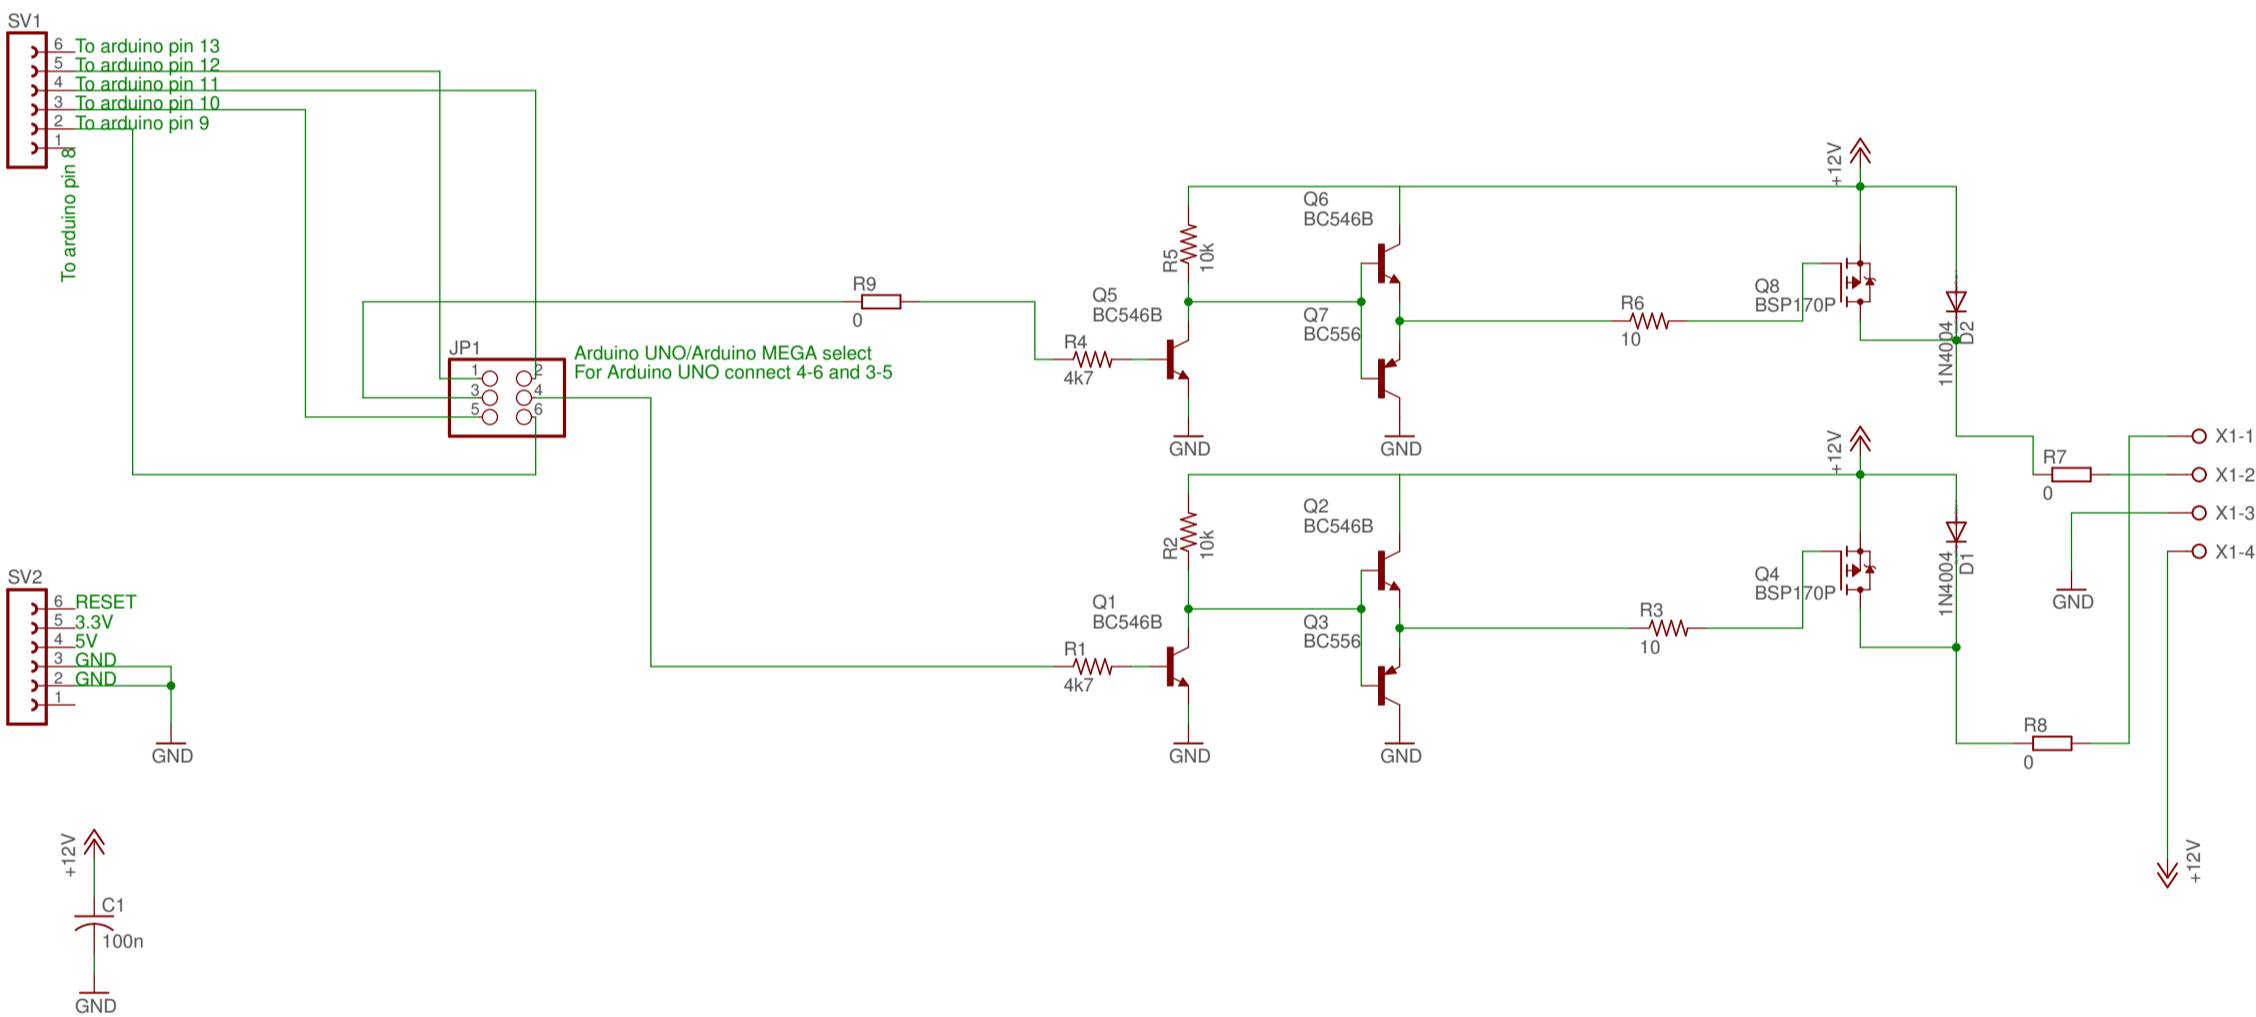 SV1
6 To arduino pin 13
5 To arduino pin 12
4 To arduino pin 11
3 To arduino pin 10
2 To arduino pin 9
1
To arduino pin 8
JP1
1 2
3 4
5 6
Arduino UNO/Arduino MEGA select
For Arduino UNO connect 4-6 and 3-5
R9
0
R4
4k7
Q5
BC546B
R5
10k
GND
Q6
BC546B
Q7
BC556
GND
R6
10
Q8
BSP170P
+12V
1N4004
D2
R1
4k7
Q1
BC546B
R2
10k
GND
Q2
BC546B
Q3
BC556
GND
R3
10
Q4
BSP170P
+12V
1N4004
D1
R7
0
R8
0
X1-1
X1-2
X1-3
X1-4
GND
+12V
SV2
6 RESET
5 3.3V
4 5V
3 GND
2 GND
1
GND
+12V
C1
100n
GND